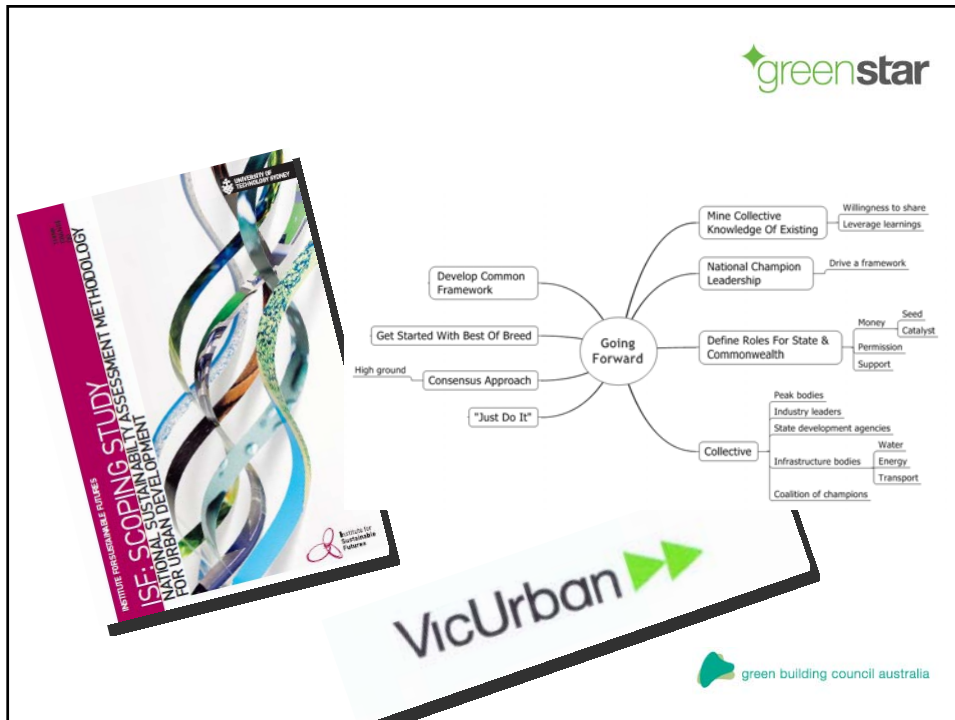 greenstar
UNIVERSITY OF
TECHNOLOGY SYDNEY
INSTITUTE FOR SUSTAINABLE FUTURES
ISF: SCOPING STUDY
NATIONAL SUSTAINABILITY ASSESSMENT METHODOLOGY
FOR URBAN DEVELOPMENT
Institute for
Sustainable
Futures
Going
Forward
Develop Common
Framework
Get Started With Best Of Breed
High ground
Consensus Approach
"Just Do It"
Mine Collective
Knowledge Of Existing
Willingness to share
Leverage learnings
National Champion
Leadership
Drive a framework
Define Roles For State &
Commonwealth
Money
Seed
Catalyst
Permission
Support
Collective
Peak bodies
Industry leaders
State development agencies
Infrastructure bodies
Water
Energy
Transport
Coalition of champions
VicUrban
green building council australia